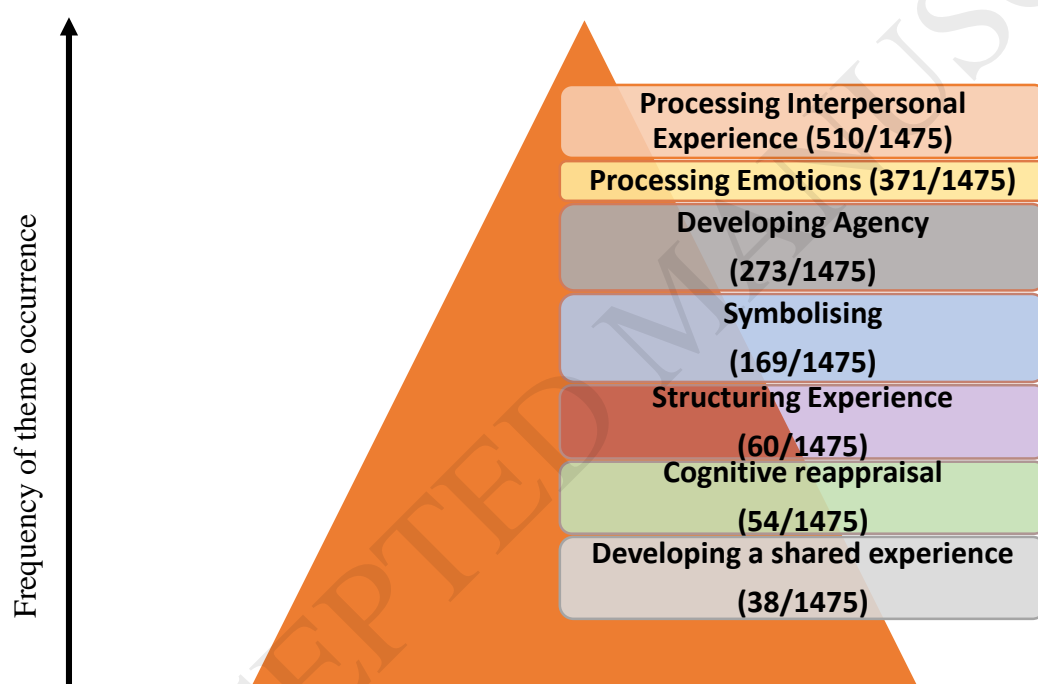 Frequency of theme occurrence
Processing Interpersonal
Experience (510/1475)
Processing Emotions (371/1475)
Developing Agency
(273/1475)
Symbolising
(169/1475)
Structuring Experience
(60/1475)
Cognitive reappraisal
(54/1475)
Developing a shared experience
(38/1475)